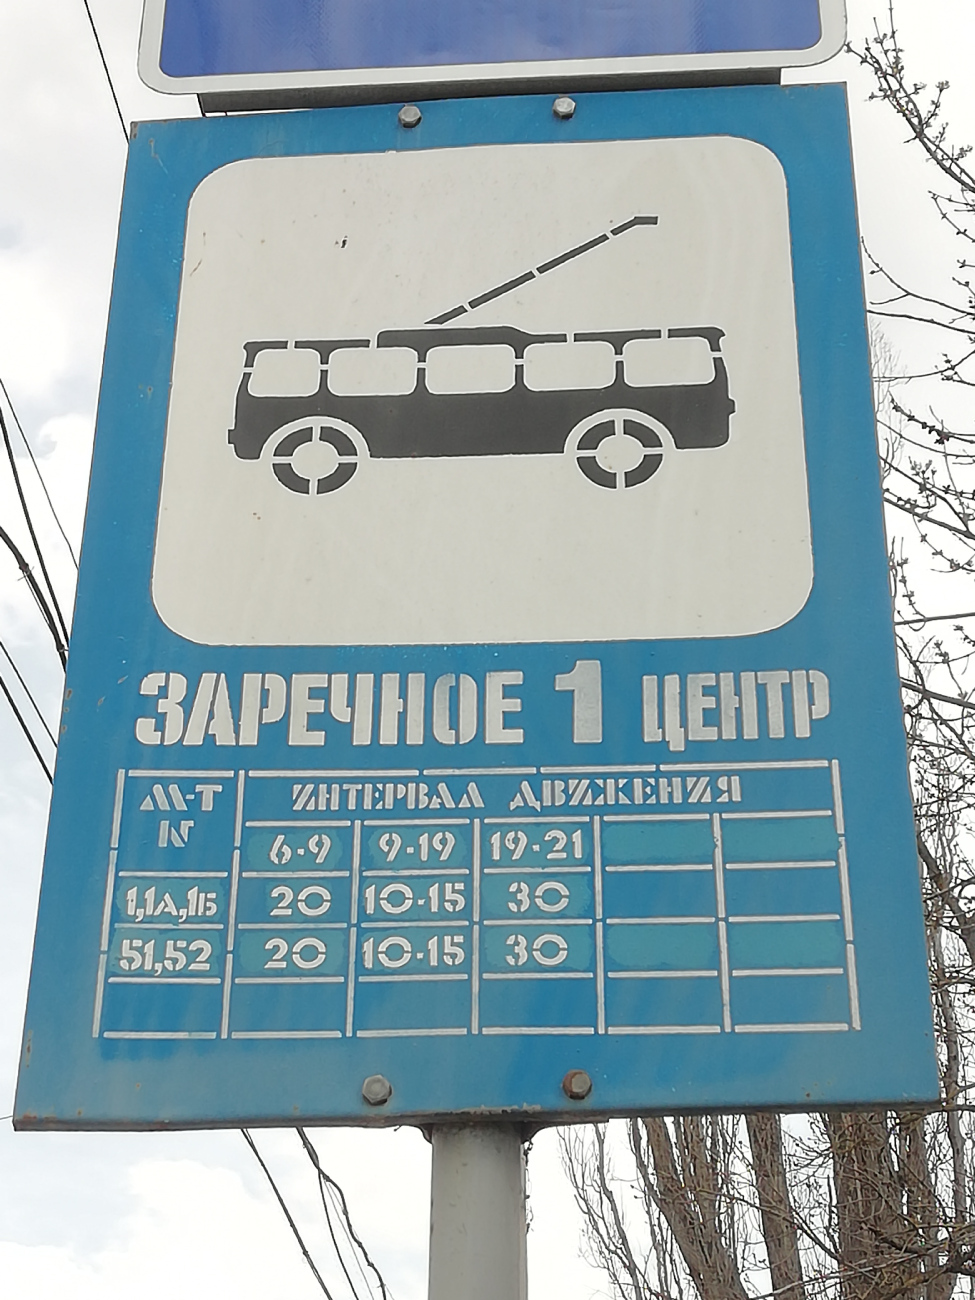 ЗАРЕЧНОЕ 1 ЦЕНТР
М-Т ИНТЕРВАЛ ДВИЖЕНИЯ
N 6-9 9-19 19-21
1,1А,1Б 20 10-15 30
51,52 20 10-15 30